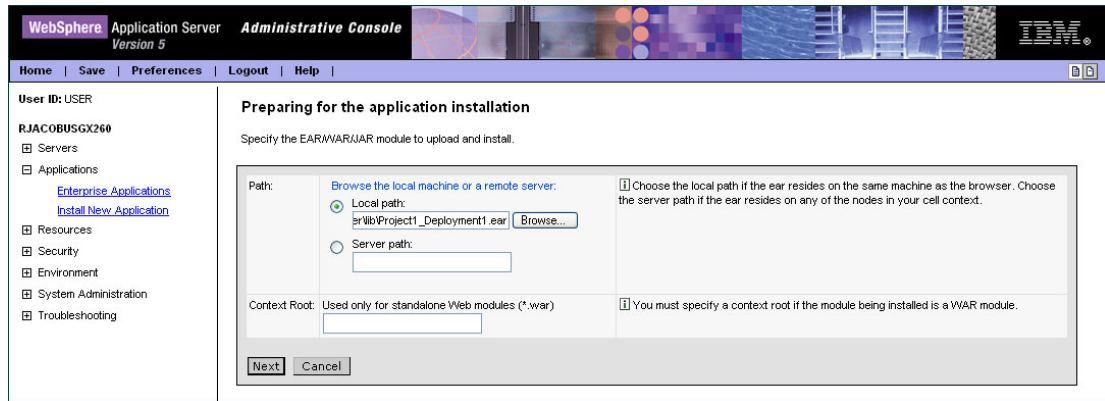 WebSphere Application Server Administrative Console
Version 5
IBM
Home | Save | Preferences | Logout | Help |
User ID: USER
RJACOBUSGX260
Servers
Applications
Enterprise Applications
Install New Application
Resources
Security
Environment
System Administration
Troubleshooting
Preparing for the application installation
Specify the EAR/WAR/JAR module to upload and install.
Path:
Browse the local machine or a remote server:
Local path:
er\lib\Project1_Deployment1.ear Browse...
Server path:
i Choose the local path if the ear resides on the same machine as the browser. Choose
the server path if the ear resides on any of the nodes in your cell context.
Context Root: Used only for standalone Web modules (*.war)
i You must specify a context root if the module being installed is a WAR module.
Next Cancel